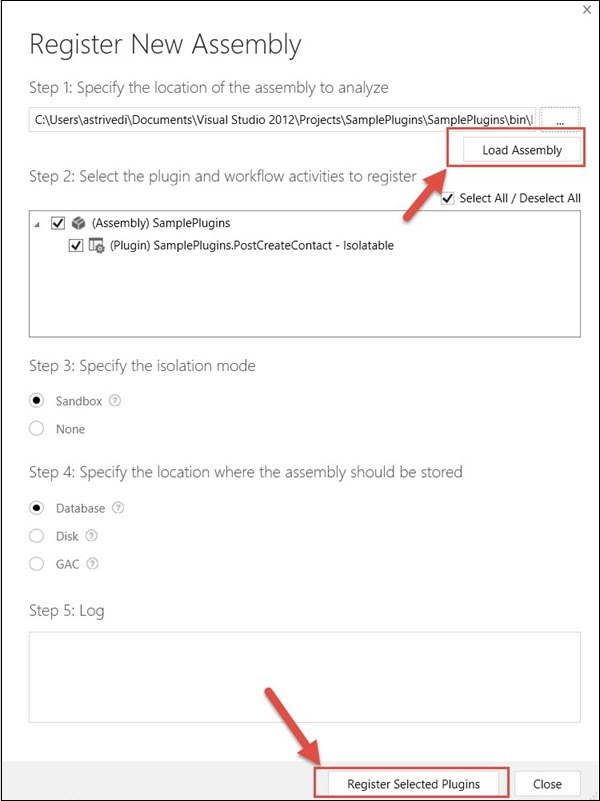 Register New Assembly
Step 1: Specify the location of the assembly to analyze
C:\Users\astrivedi\Documents\Visual Studio 2012\Projects\SamplePlugins\SamplePlugins\bin\
...
Load Assembly
Step 2: Select the plugin and workflow activities to register
Select All / Deselect All
(Assembly) SamplePlugins
(Plugin) SamplePlugins.PostCreateContact - Isolatable
Step 3: Specify the isolation mode
Sandbox ?
None
Step 4: Specify the location where the assembly should be stored
Database ?
Disk ?
GAC ?
Step 5: Log
Register Selected Plugins
Close